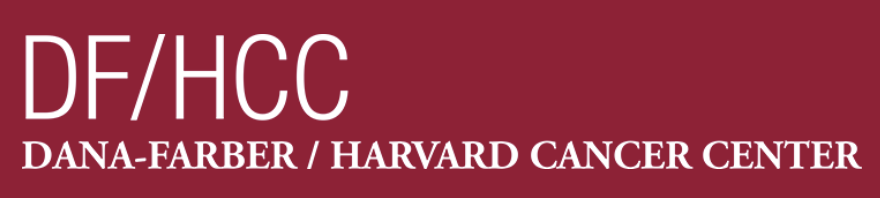 DF/HCC
DANA-FARBER / HARVARD CANCER CENTER